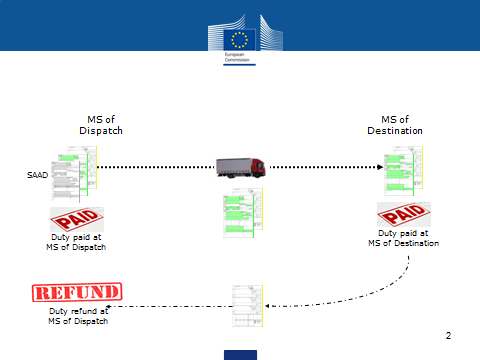 European
Commission
MS of
Dispatch
MS of
Destination
SAAD
PAID
Duty paid at
MS of Dispatch
PAID
Duty paid at
MS of Destination
REFUND
Duty refund at
MS of Dispatch
2